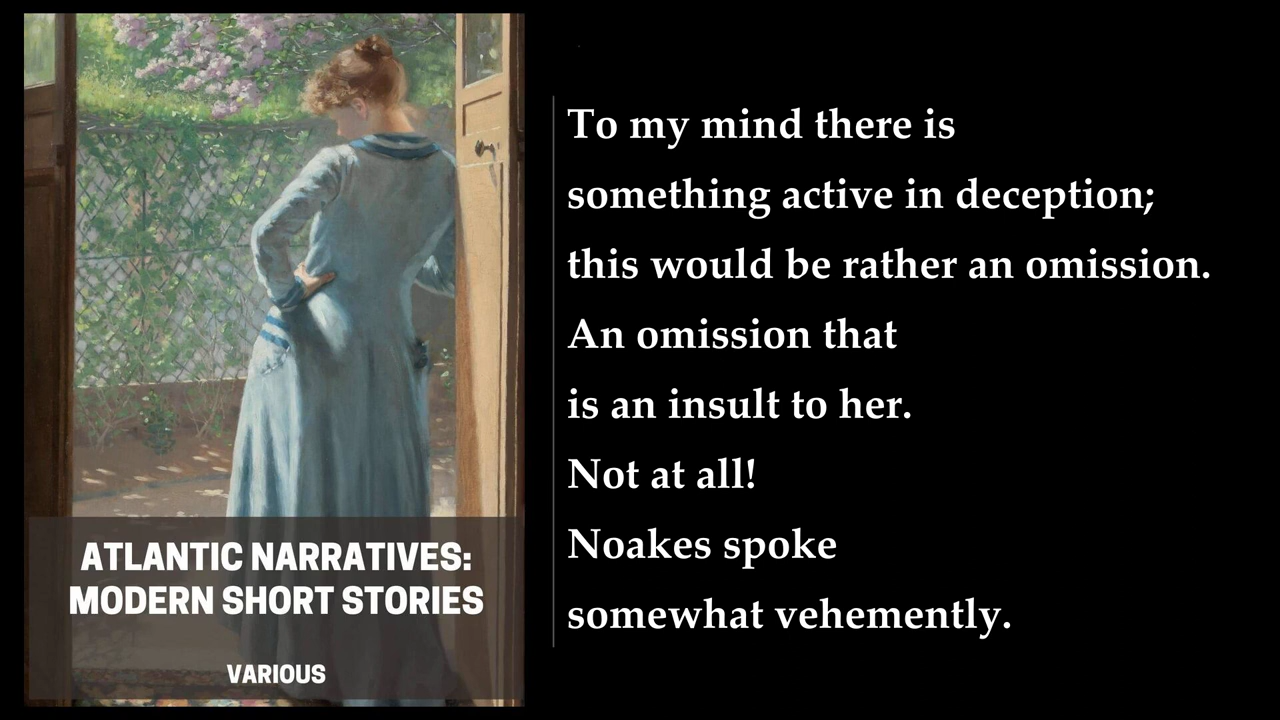 To my mind there is
something active in deception;
this would be rather an omission.
An omission that
is an insult to her.
Not at all!
Noakes spoke
somewhat vehemently.
ATLANTIC NARRATIVES:
MODERN SHORT STORIES
VARIOUS